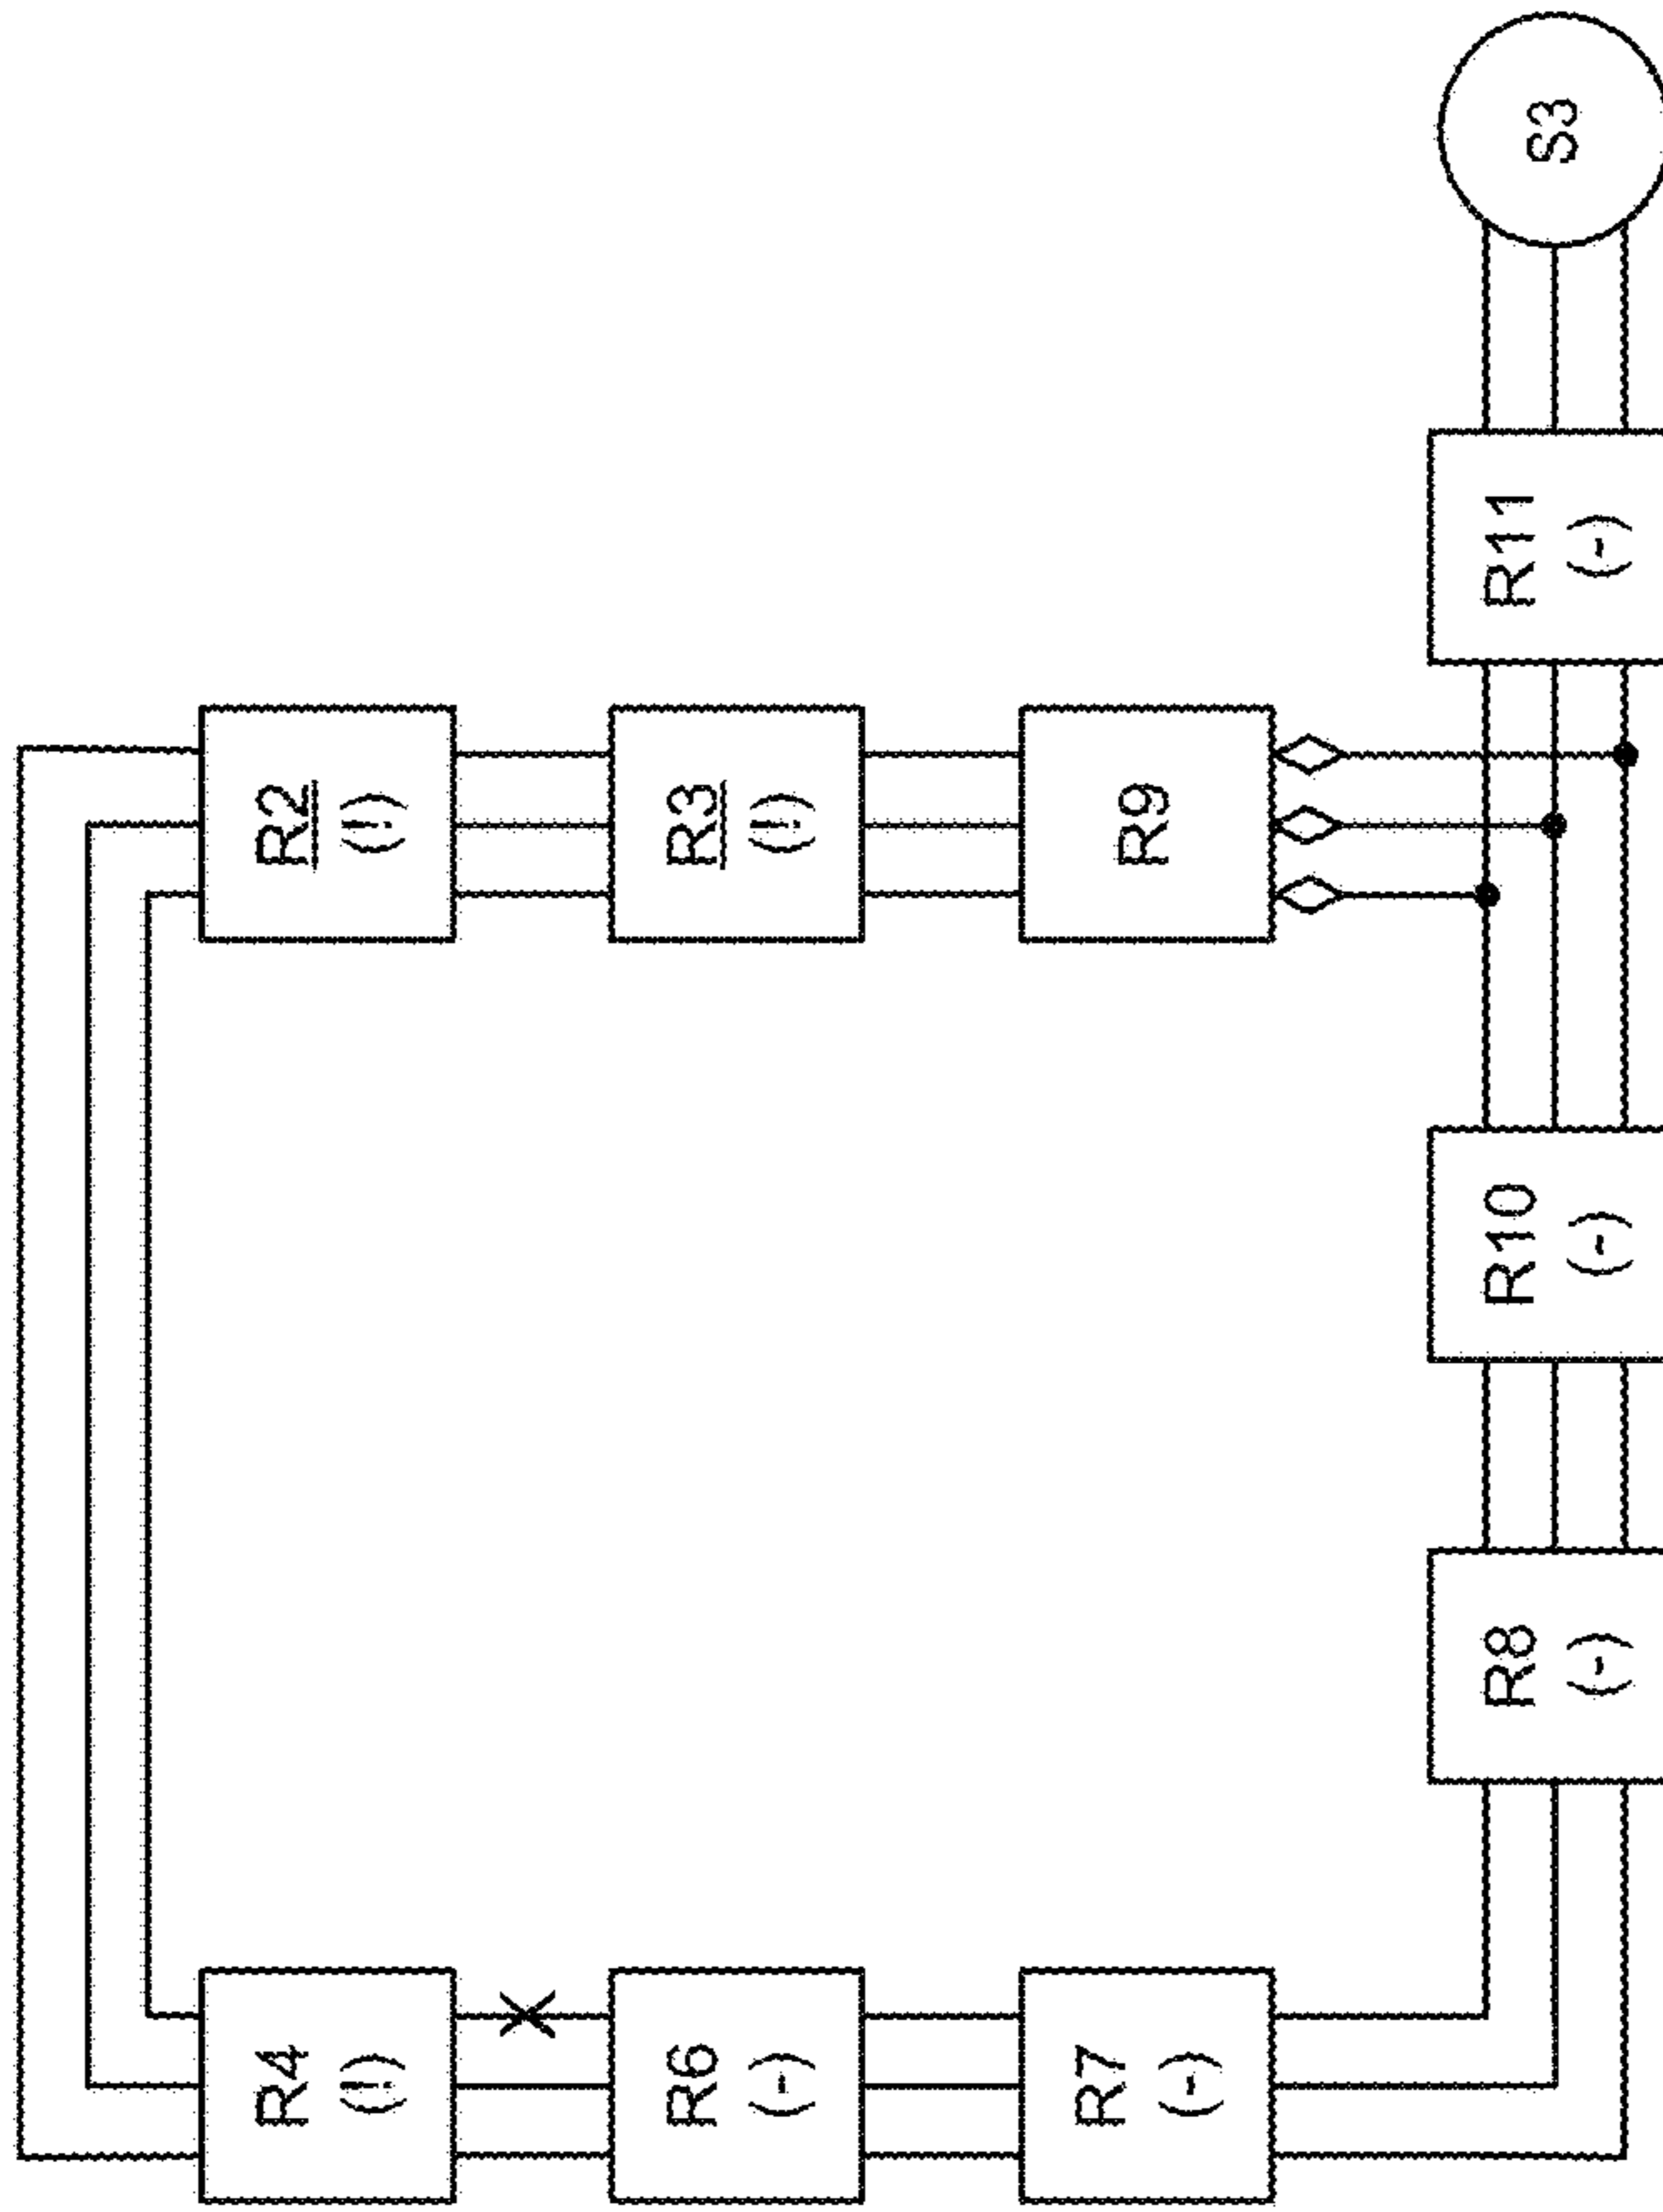 R4
(!)
R2
(!)
R6
(-)
R3
(!)
R7
(-)
R9
R8
(-)
R10
(-)
R11
(-)
S3